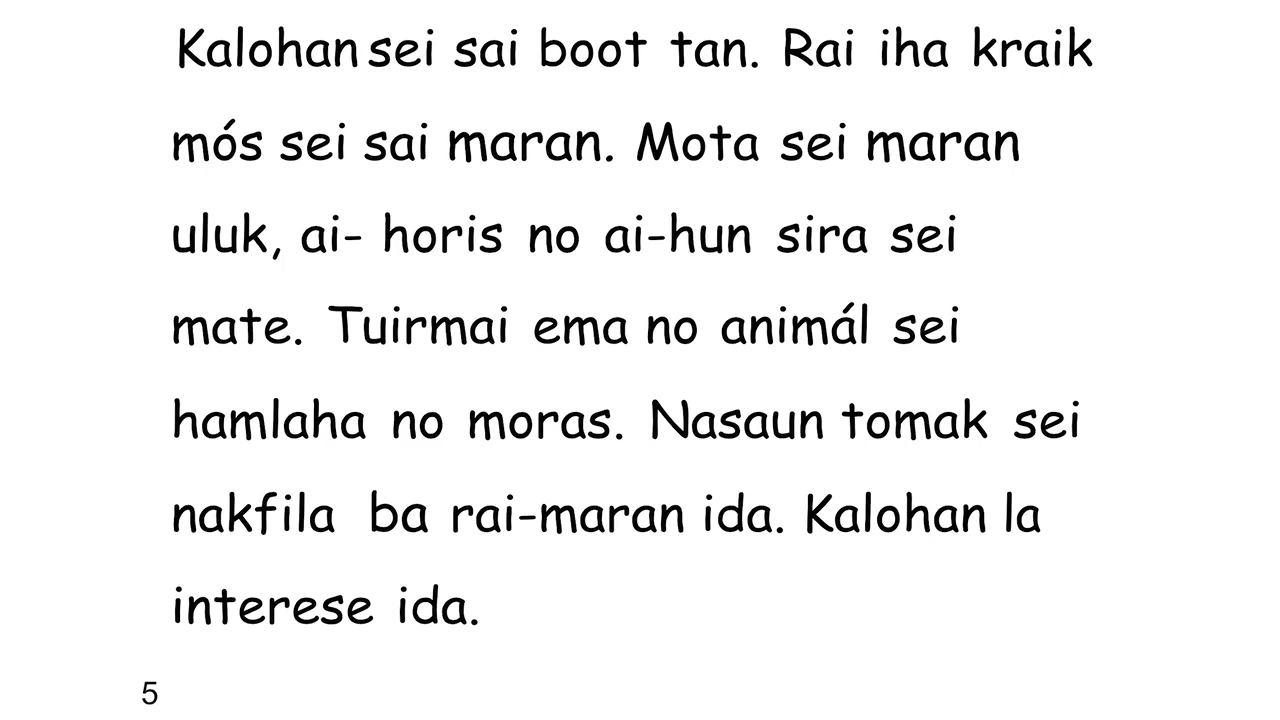 Kalohan sei sai boot tan. Rai iha kraik
mós sei sai maran. Mota sei maran
uluk, ai- horis no ai-hun sira sei
mate. Tuirmai ema no animál sei
hamlaha no moras. Nasaun tomak sei
nakfila ba rai-maran ida. Kalohan la
interese ida.
5